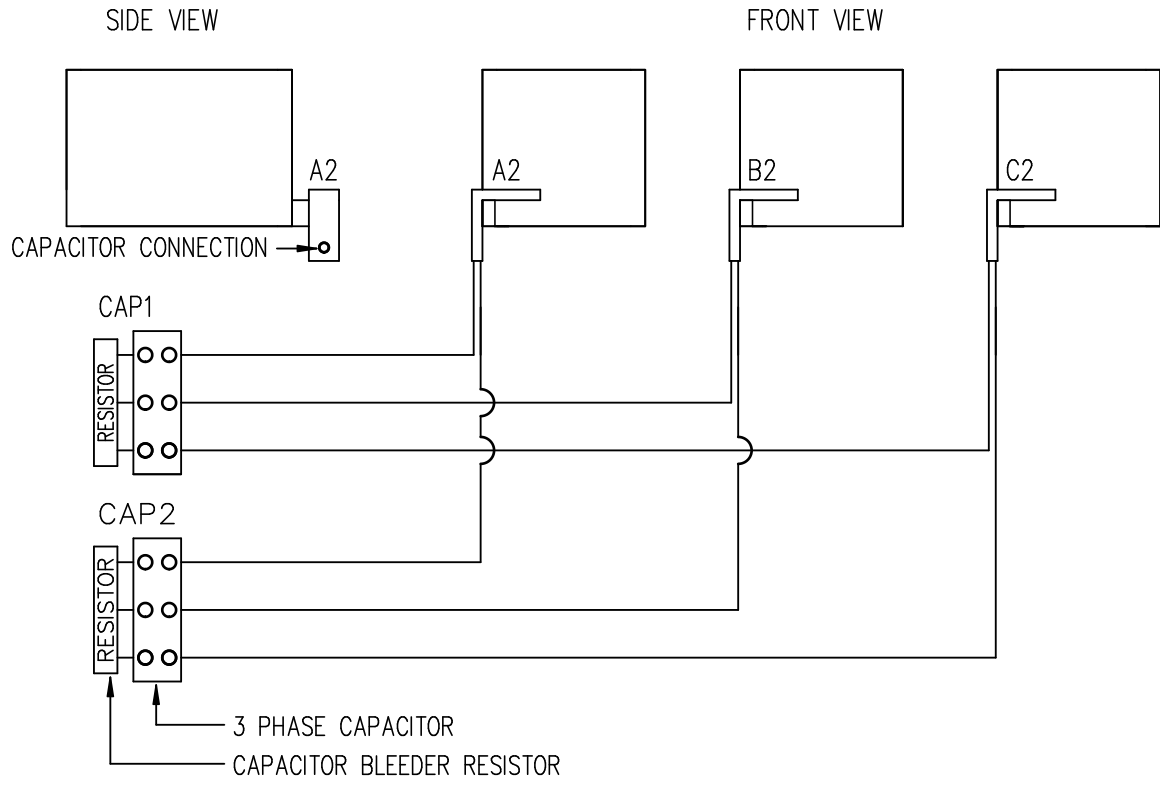 SIDE VIEW
FRONT VIEW
A2
A2
B2
C2
CAPACITOR CONNECTION
CAP1
RESISTOR
CAP2
RESISTOR
3 PHASE CAPACITOR
CAPACITOR BLEEDER RESISTOR